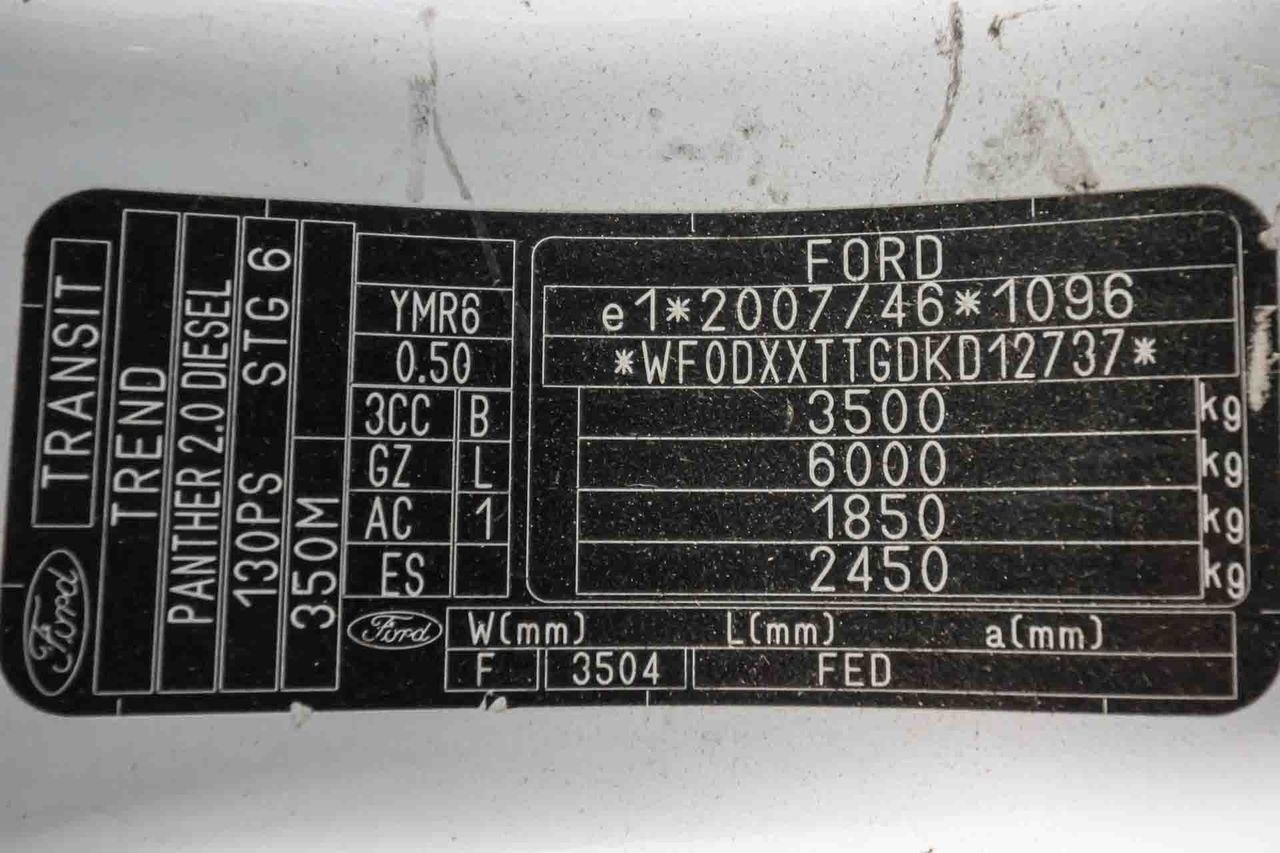 TRANSIT
Ford
TREND
PANTHER 2.0 DIESEL
130PS STG 6
350M
YMR6
0.50
3CC B
GZ L
AC 1
ES
FORD
e1*2007/46*1096
*WF0DXXTTGDKD12737*
3500 kg
6000 kg
1850 kg
2450 kg
Ford
W(mm) L(mm) a(mm)
F 3504 FED